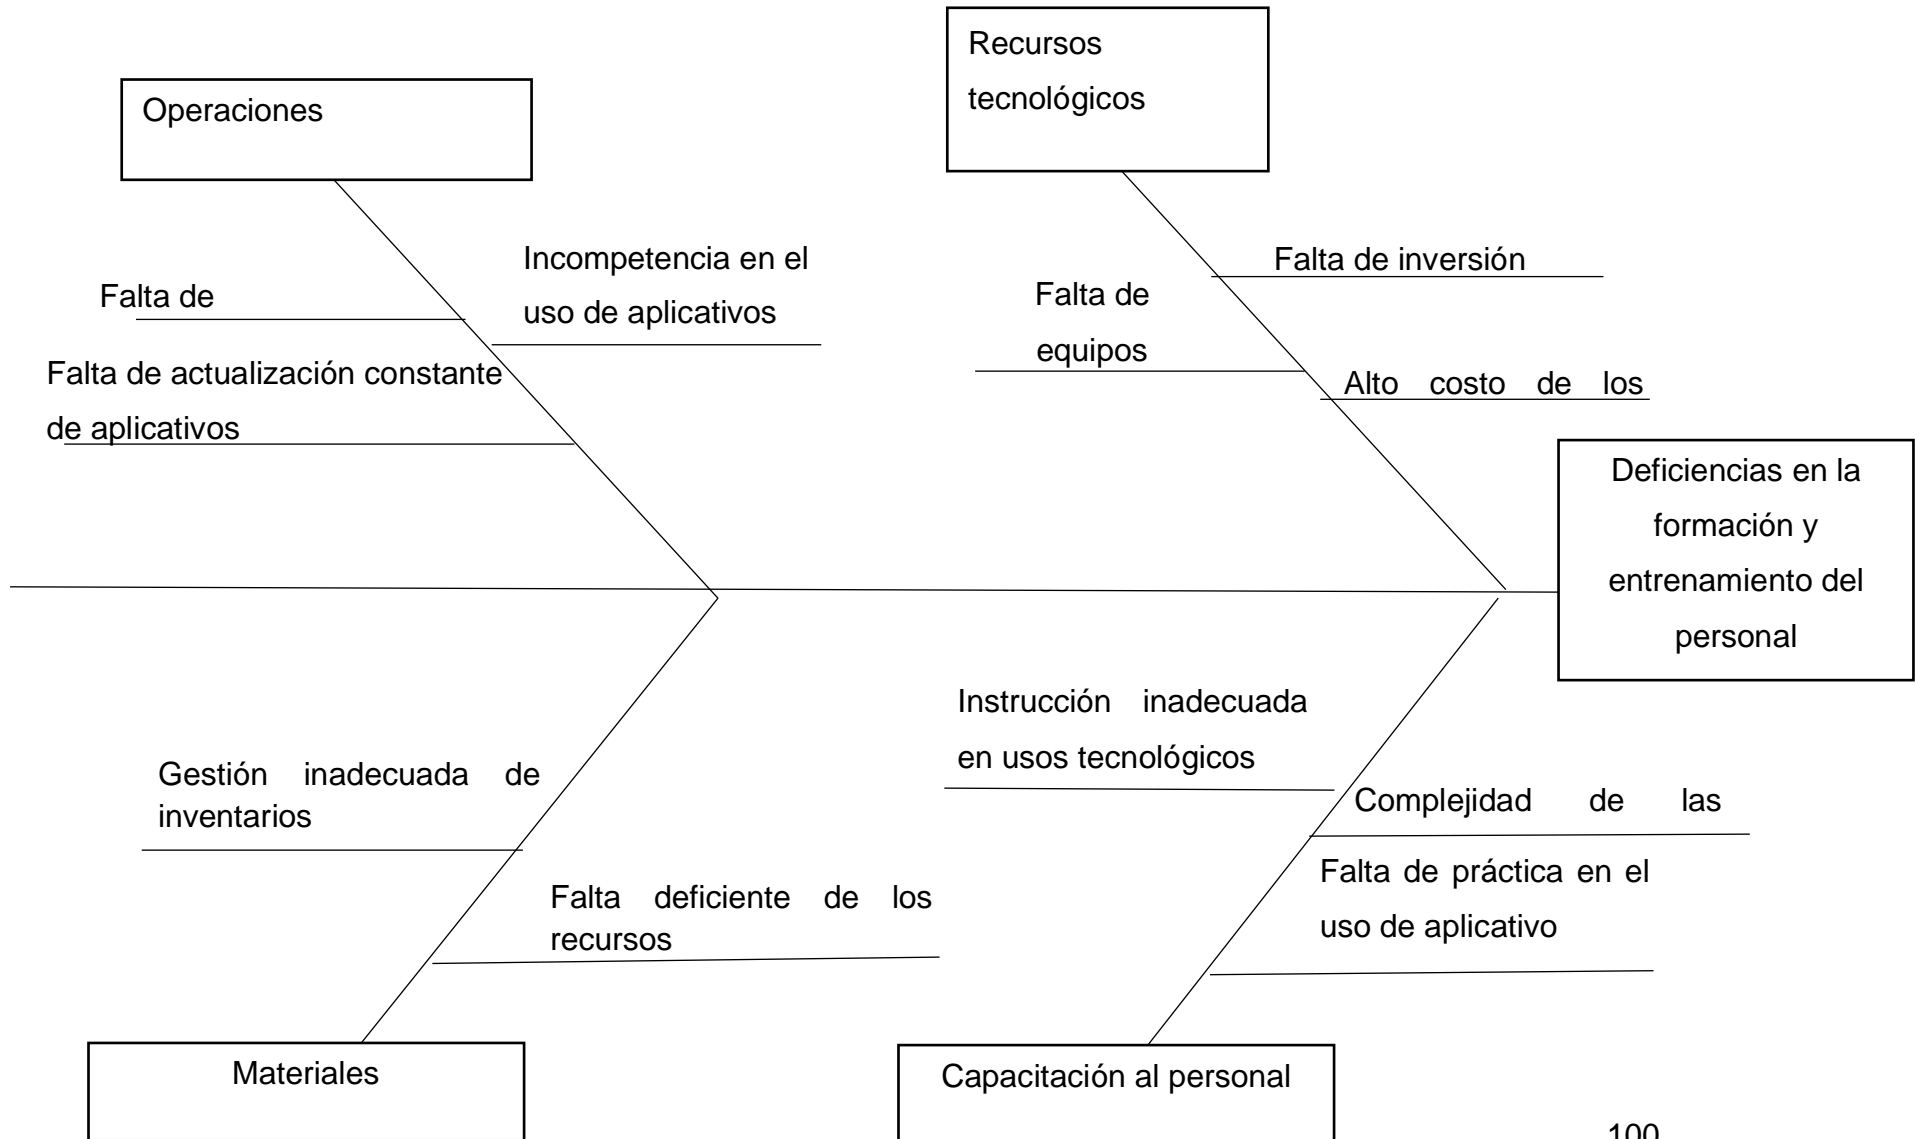 Recursos
tecnológicos
Operaciones
Incompetencia en el
uso de aplicativos
Falta de
Falta de actualización constante
de aplicativos
Falta de inversión
Falta de
equipos
Alto costo de los
Deficiencias en la
formación y
entrenamiento del
personal
Instrucción inadecuada
en usos tecnológicos
Gestión inadecuada de
inventarios
Complejidad de las
Falta de práctica en el
uso de aplicativo
Falta deficiente de los
recursos
Materiales
Capacitación al personal
100